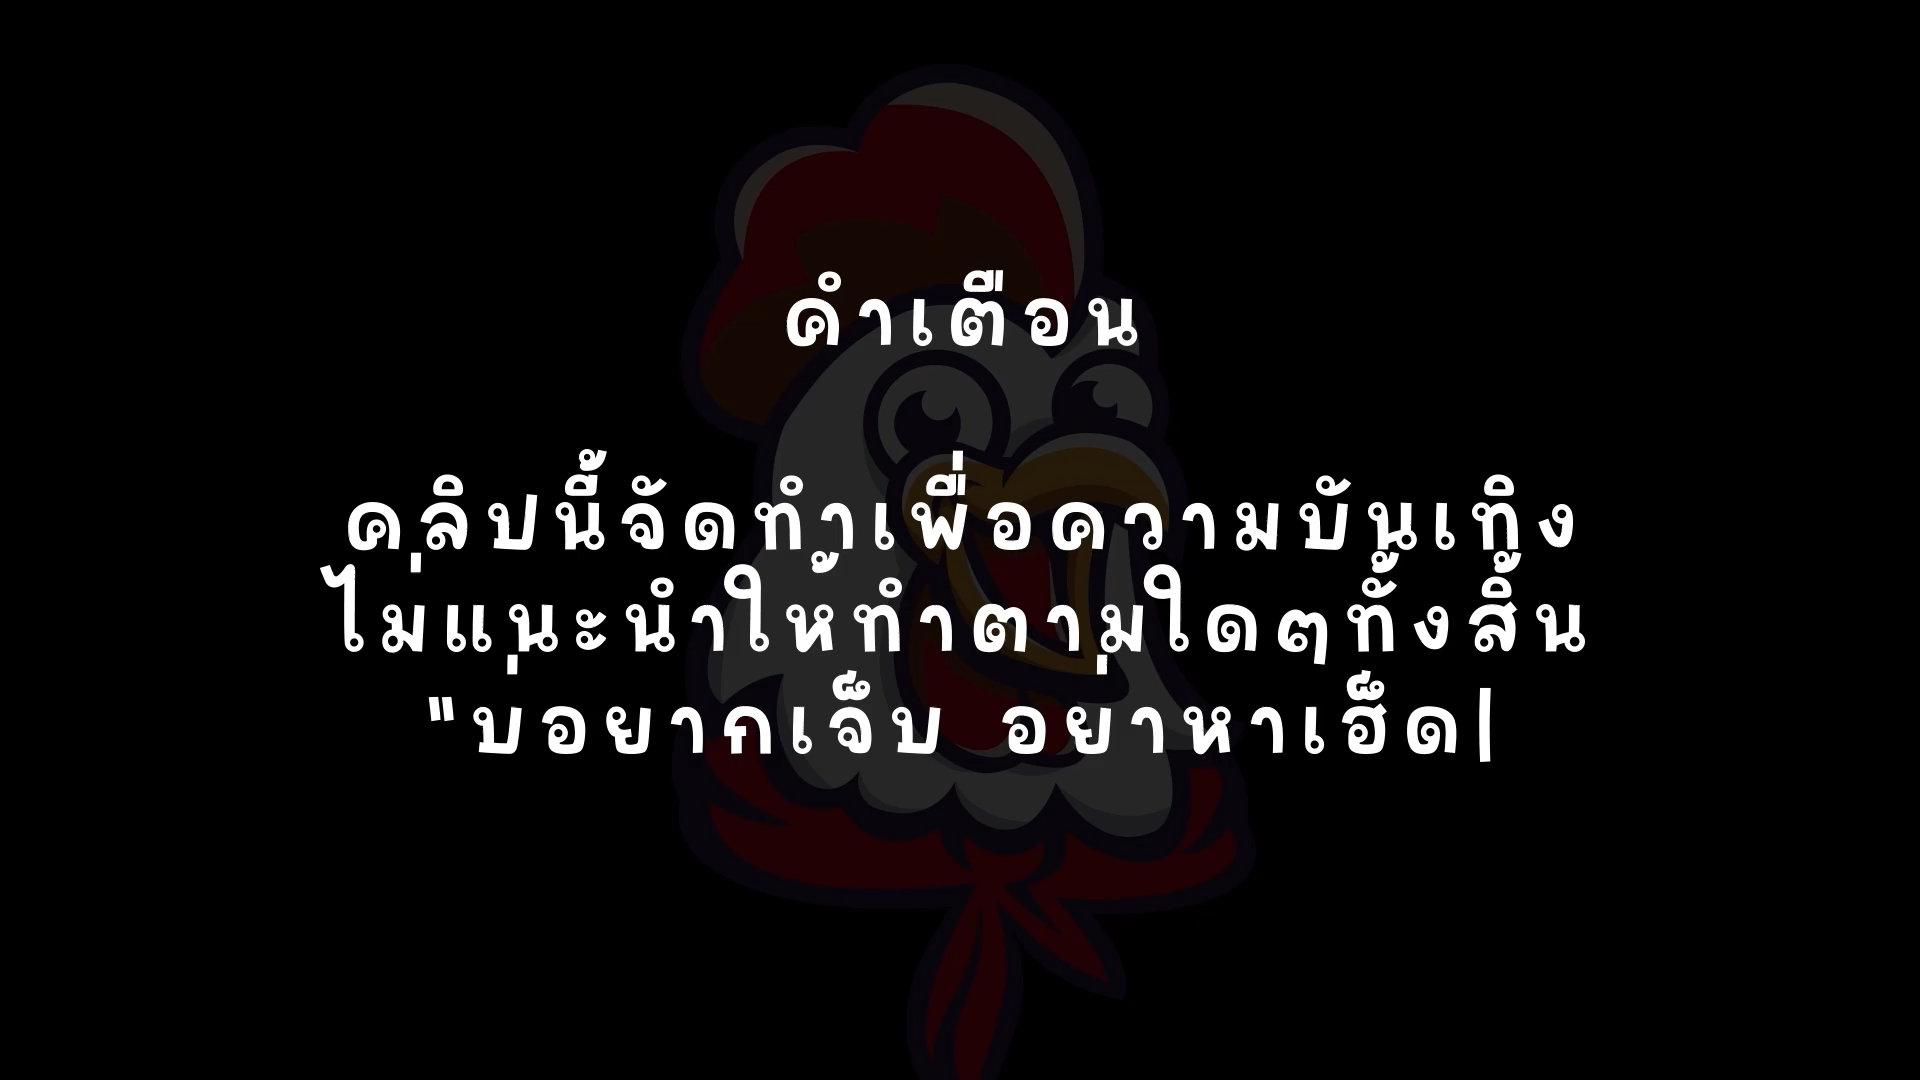 คำเตือน
คลิปนี้จัดทำเพื่อความบันเทิง
ไม่แนะนำให้ทำตามใดๆทั้งสิ้น
"บ่อยากเจ็บ อย่าหาเฮ็ด|